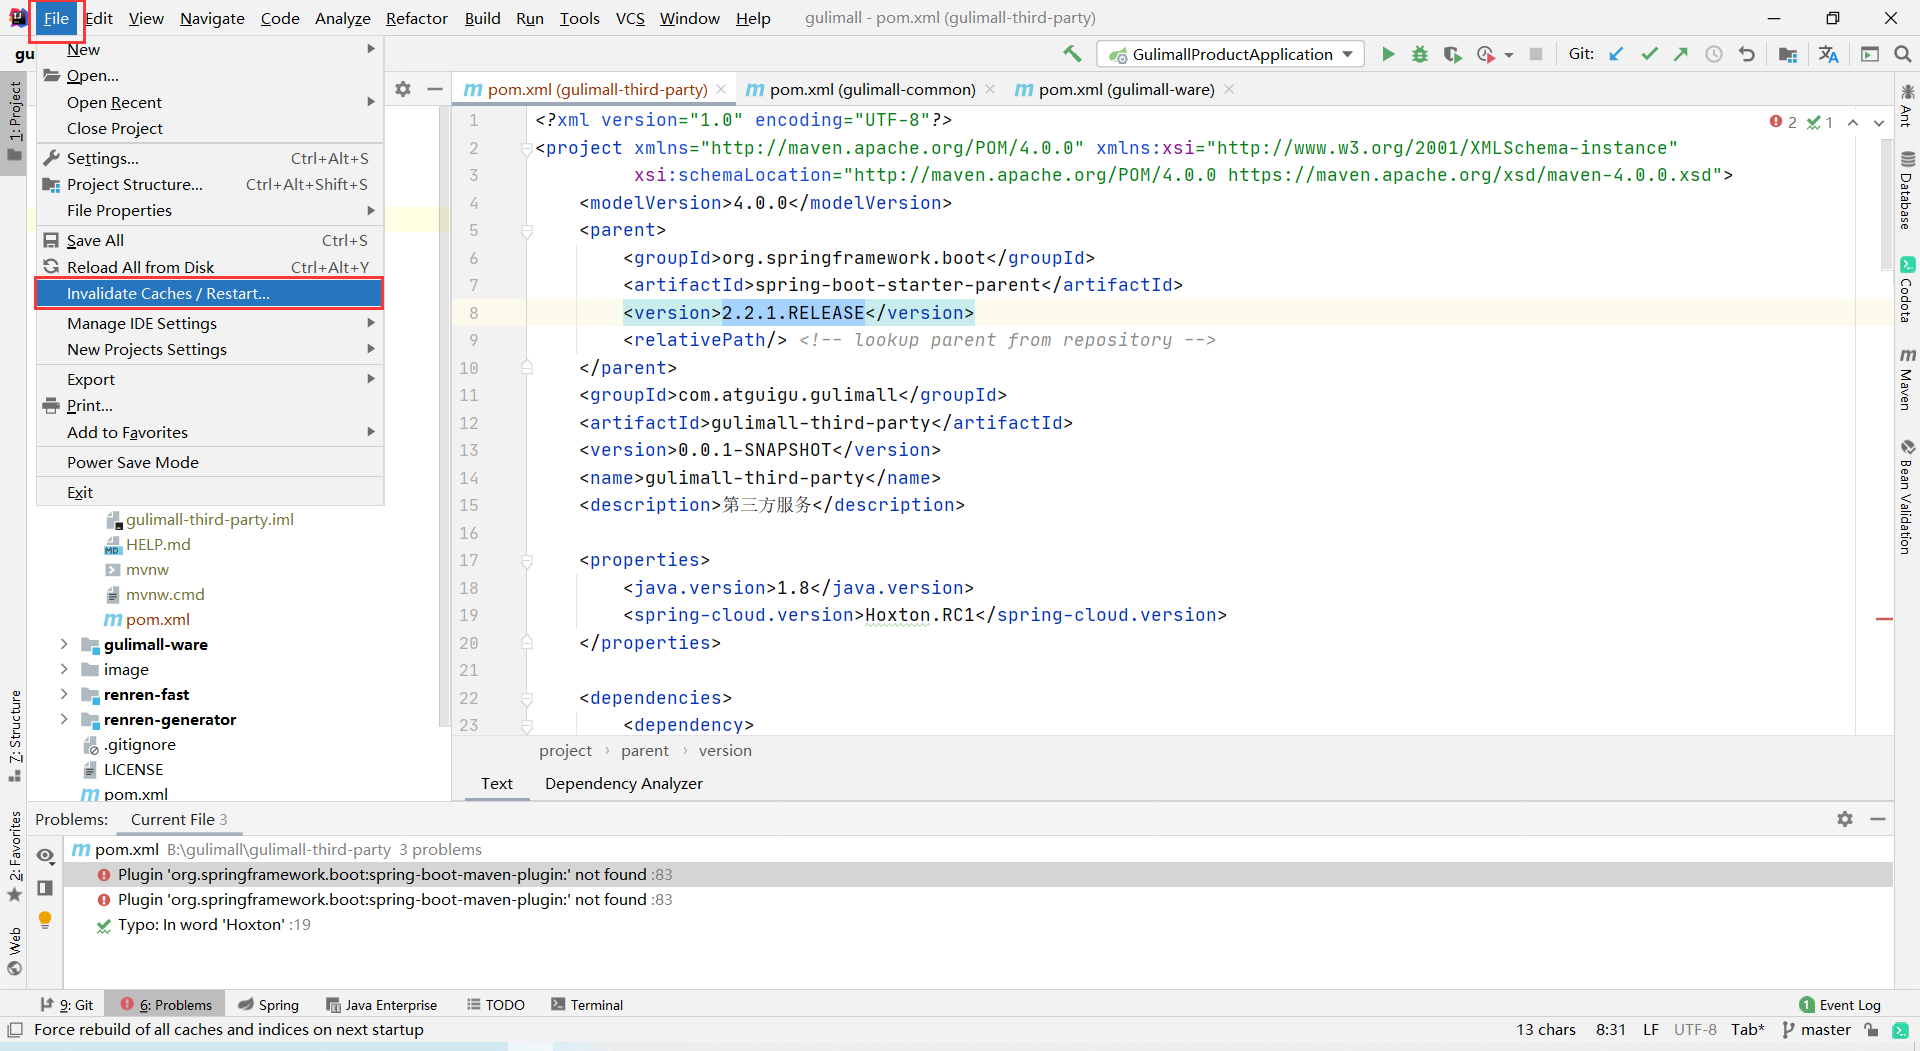 File Edit View Navigate Code Analyze Refactor Build Run Tools VCS Window Help gulimall - pom.xml (gulimall-third-party)
gu
GulimallProductApplication
Git:
New
Open...
Open Recent
Close Project
Settings... Ctrl+Alt+S
Project Structure... Ctrl+Alt+Shift+S
File Properties
Save All Ctrl+S
Reload All from Disk Ctrl+Alt+Y
Invalidate Caches / Restart...
Manage IDE Settings
New Projects Settings
Export
Print...
Add to Favorites
Power Save Mode
Exit
1: Project
7: Structure
2: Favorites
Web
gulimall-third-party.iml
HELP.md
mvnw
mvnw.cmd
pom.xml
gulimall-ware
image
renren-fast
renren-generator
.gitignore
LICENSE
pom.xml
pom.xml (gulimall-third-party) pom.xml (gulimall-common) pom.xml (gulimall-ware)
2 1
1 <?xml version="1.0" encoding="UTF-8"?>
2 <project xmlns="http://maven.apache.org/POM/4.0.0" xmlns:xsi="http://www.w3.org/2001/XMLSchema-instance"
3 xsi:schemaLocation="http://maven.apache.org/POM/4.0.0 https://maven.apache.org/xsd/maven-4.0.0.xsd">
4 <modelVersion>4.0.0</modelVersion>
5 <parent>
6 <groupId>org.springframework.boot</groupId>
7 <artifactId>spring-boot-starter-parent</artifactId>
8 <version>2.2.1.RELEASE</version>
9 <relativePath/> <!-- lookup parent from repository -->
10 </parent>
11 <groupId>com.atguigu.gulimall</groupId>
12 <artifactId>gulimall-third-party</artifactId>
13 <version>0.0.1-SNAPSHOT</version>
14 <name>gulimall-third-party</name>
15 <description>第三方服务</description>
16
17 <properties>
18 <java.version>1.8</java.version>
19 <spring-cloud.version>Hoxton.RC1</spring-cloud.version>
20 </properties>
21
22 <dependencies>
23 <dependency>
project › parent › version
Text Dependency Analyzer
Ant
Database
Codota
Maven
Bean Validation
Problems: Current File 3
pom.xml B:\gulimall\gulimall-third-party 3 problems
Plugin 'org.springframework.boot:spring-boot-maven-plugin:' not found :83
Plugin 'org.springframework.boot:spring-boot-maven-plugin:' not found :83
Typo: In word 'Hoxton' :19
9: Git 6: Problems Spring Java Enterprise TODO Terminal 1 Event Log
Force rebuild of all caches and indices on next startup 13 chars 8:31 LF UTF-8 Tab* master